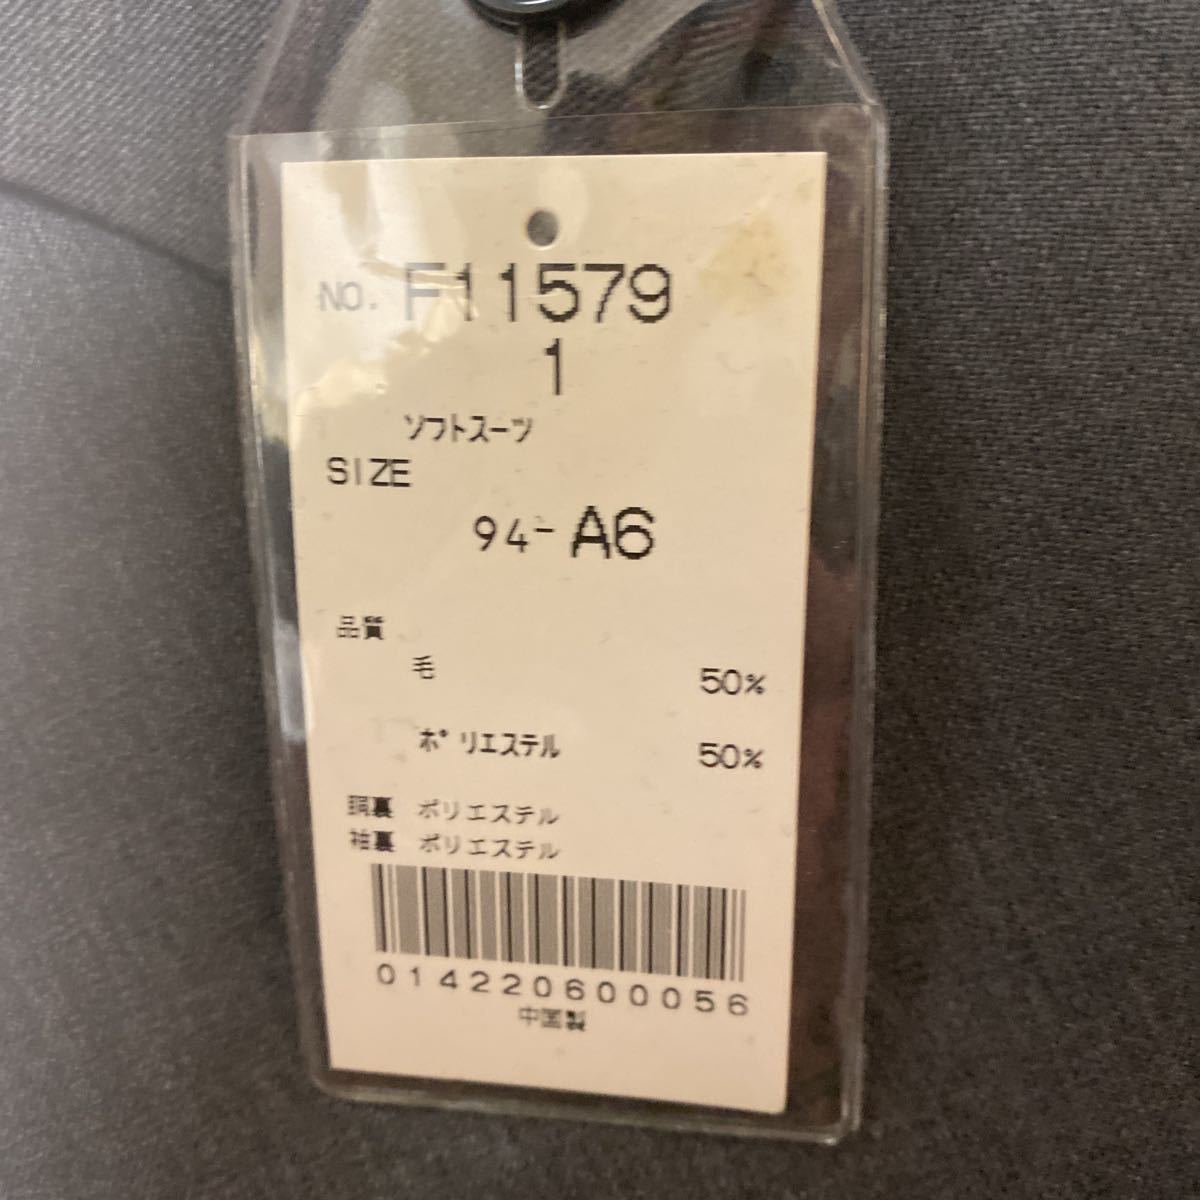 NO. F11579
1
ソフトスーツ
SIZE
94-A6
品質
毛 50%
ポリエステル 50%
胴裏 ポリエステル
袖裏 ポリエステル
014220600056
中国製